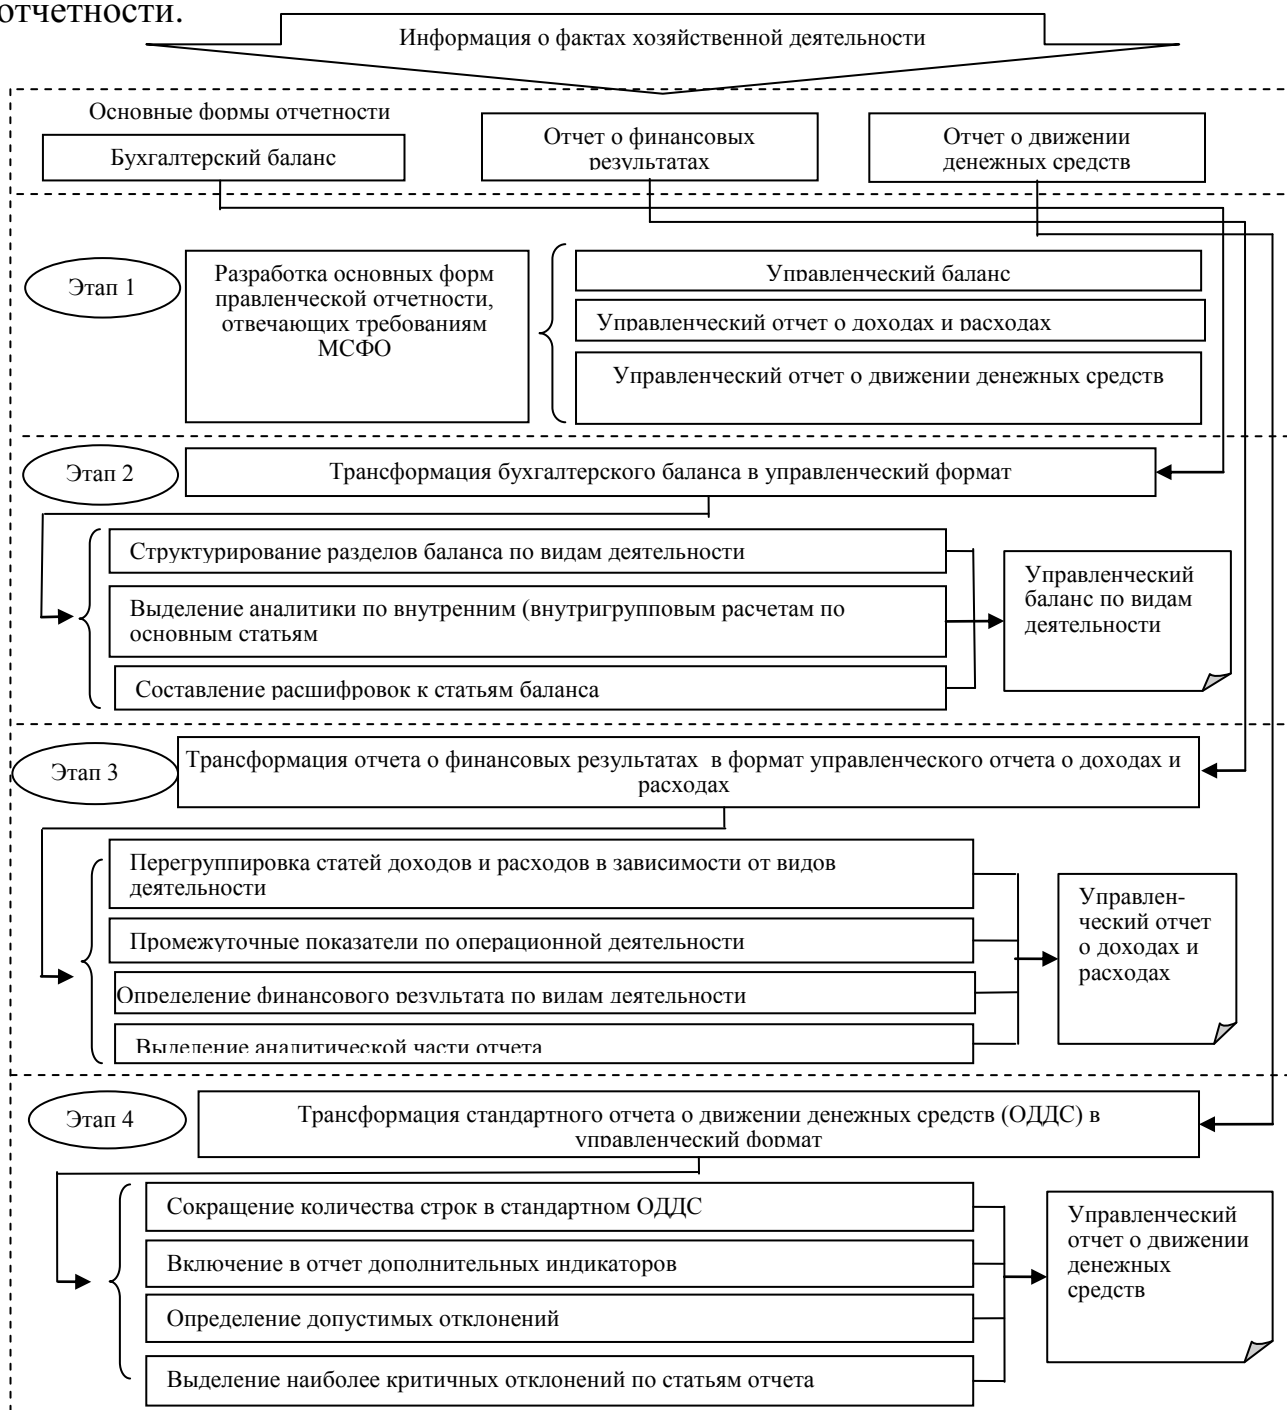 отчетности.
Информация о фактах хозяйственной деятельности
Основные формы отчетности
Бухгалтерский баланс
Отчет о финансовых
результатах
Отчет о движении
денежных средств
Этап 1
Разработка основных форм
правленческой отчетности,
отвечающих требованиям
МСФО
Управленческий баланс
Управленческий отчет о доходах и расходах
Управленческий отчет о движении денежных средств
Этап 2
Трансформация бухгалтерского баланса в управленческий формат
Структурирование разделов баланса по видам деятельности
Выделение аналитики по внутренним (внутригрупповым расчетам по
основным статьям
Составление расшифровок к статьям баланса
Управленческий
баланс по видам
деятельности
Этап 3
Трансформация отчета о финансовых результатах в формат управленческого отчета о доходах и
расходах
Перегруппировка статей доходов и расходов в зависимости от видов
деятельности
Промежуточные показатели по операционной деятельности
Определение финансового результата по видам деятельности
Выделение аналитической части отчета
Управлен-
ческий отчет
о доходах и
расходах
Этап 4
Трансформация стандартного отчета о движении денежных средств (ОДДС) в
управленческий формат
Сокращение количества строк в стандартном ОДДС
Включение в отчет дополнительных индикаторов
Определение допустимых отклонений
Выделение наиболее критичных отклонений по статьям отчета
Управленческий
отчет о движении
денежных
средств